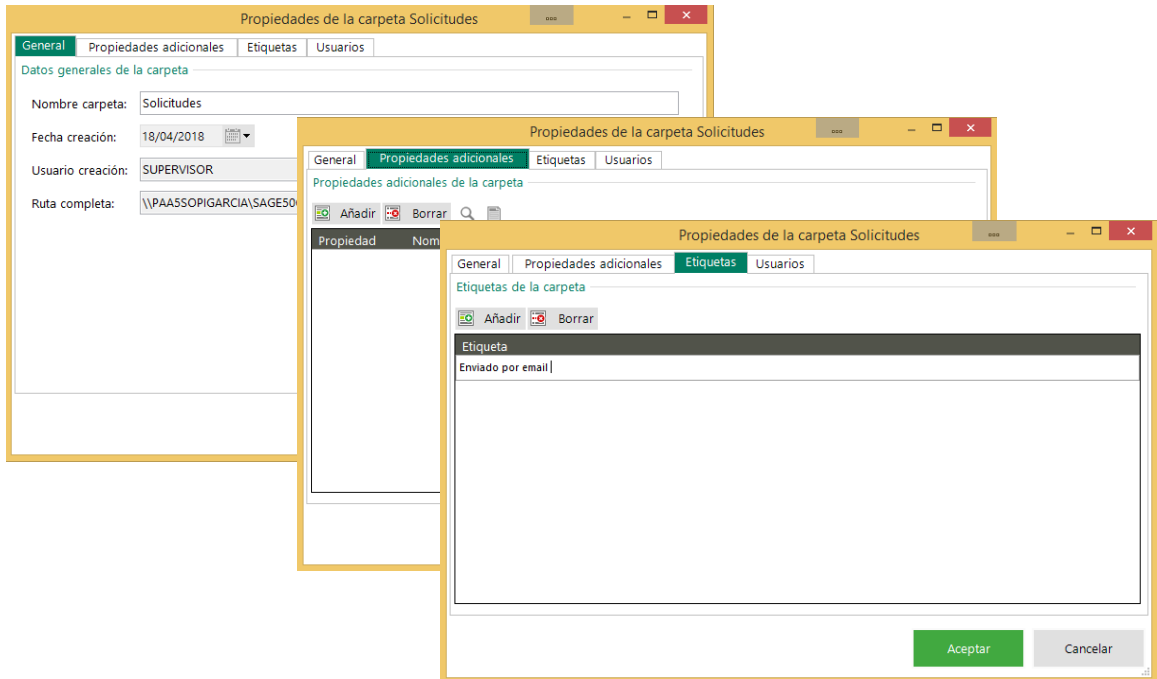 Propiedades de la carpeta Solicitudes
General Propiedades adicionales Etiquetas Usuarios
Datos generales de la carpeta
Nombre carpeta: Solicitudes
Fecha creación: 18/04/2018
Usuario creación: SUPERVISOR
Ruta completa: \\PAA5SOPIGARCIA\SAGE50
Propiedades de la carpeta Solicitudes
General Propiedades adicionales Etiquetas Usuarios
Propiedades adicionales de la carpeta
Añadir Borrar
Propiedad Nom
Propiedades de la carpeta Solicitudes
General Propiedades adicionales Etiquetas Usuarios
Etiquetas de la carpeta
Añadir Borrar
Etiqueta
Enviado por email
Aceptar Cancelar